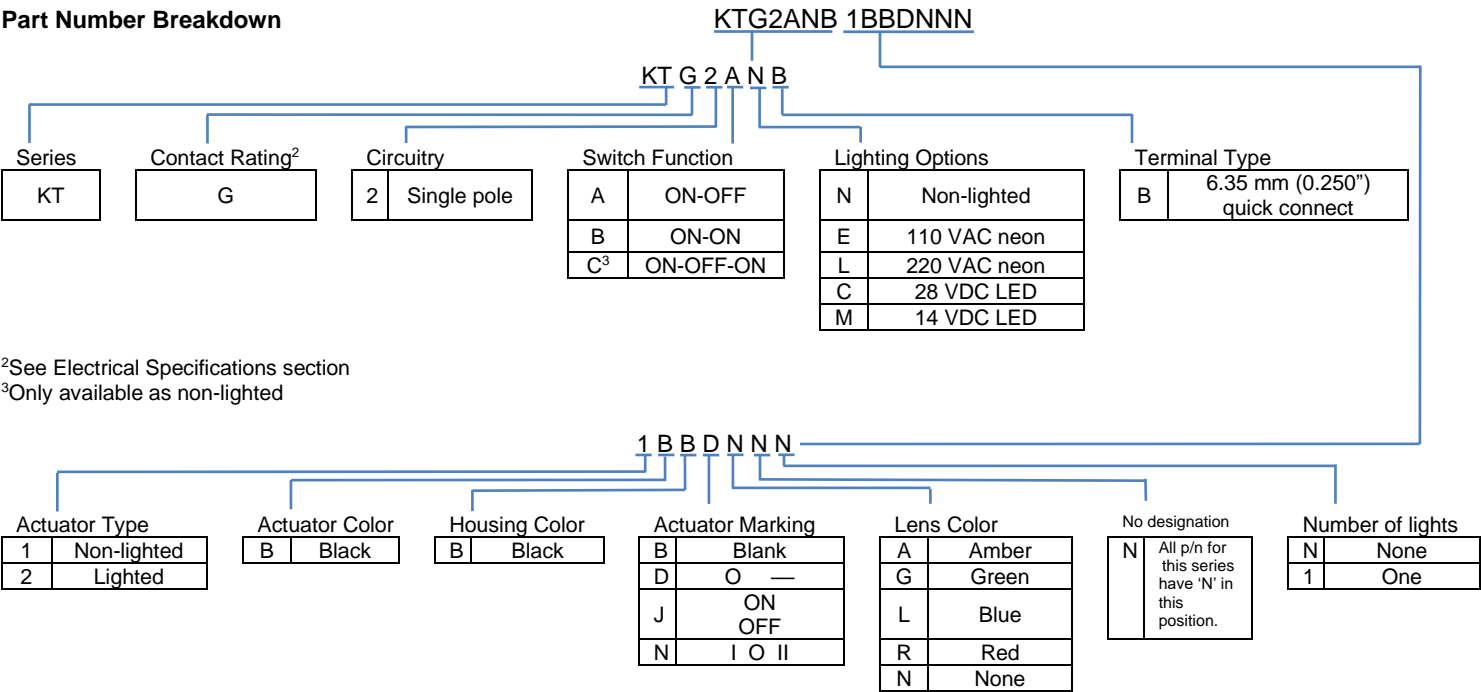 Part Number Breakdown
KTG2ANB 1BBDNNN
KT G 2 A N B
Series
KT
Contact Rating2
G
Circuitry
2 Single pole
Switch Function
A ON-OFF
B ON-ON
C3 ON-OFF-ON
Lighting Options
N Non-lighted
E 110 VAC neon
L 220 VAC neon
C 28 VDC LED
M 14 VDC LED
Terminal Type
B 6.35 mm (0.250”)
quick connect
2See Electrical Specifications section
3Only available as non-lighted
1 B B D N N N
Actuator Type
1 Non-lighted
2 Lighted
Actuator Color
B Black
Housing Color
B Black
Actuator Marking
B Blank
D O —
J ON
OFF
N I O II
Lens Color
A Amber
G Green
L Blue
R Red
N None
No designation
N All p/n for
this series
have ‘N’ in
this
position.
Number of lights
N None
1 One